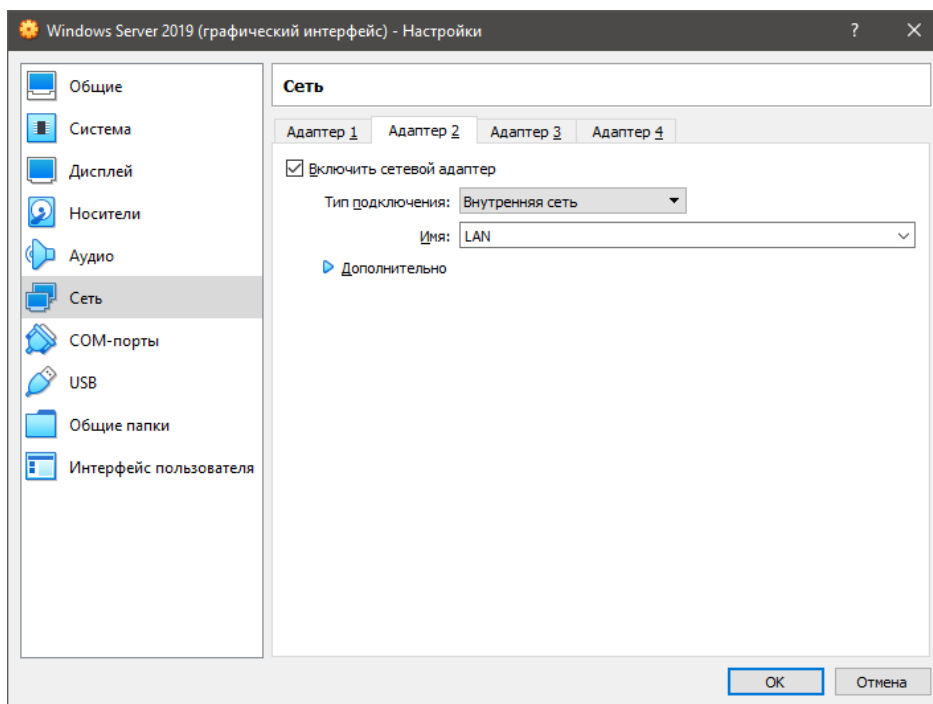 Windows Server 2019 (графический интерфейс) - Настройки
?
Общие
Система
Дисплей
Носители
Аудио
Сеть
COM-порты
USB
Общие папки
Интерфейс пользователя
Сеть
Адаптер 1 Адаптер 2 Адаптер 3 Адаптер 4
Включить сетевой адаптер
Тип подключения: Внутренняя сеть
Имя: LAN
Дополнительно
OK Отмена